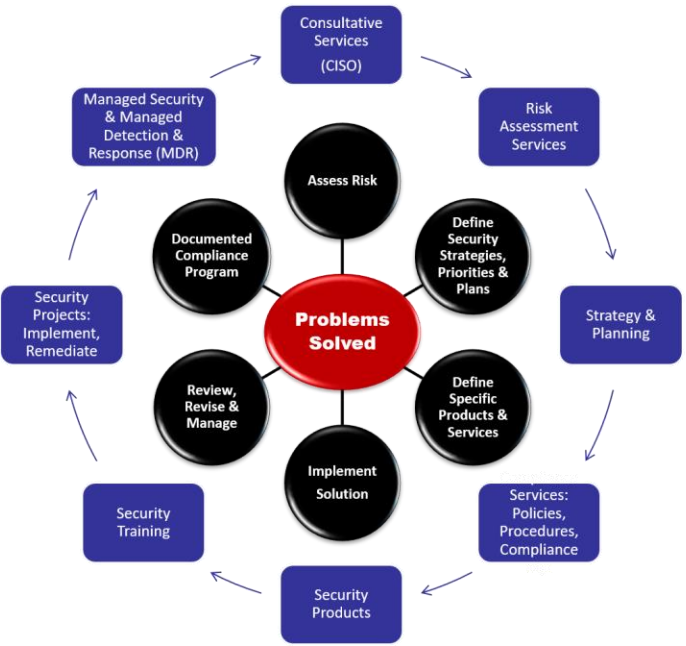 Consultative
Services
(CISO)
Risk
Assessment
Services
Strategy &
Planning
Services:
Policies,
Procedures,
Compliance
Security
Products
Security
Training
Security
Projects:
Implement,
Remediate
Managed Security
& Managed
Detection &
Response (MDR)
Assess Risk
Define
Security
Strategies,
Priorities &
Plans
Define
Specific
Products &
Services
Implement
Solution
Review,
Revise &
Manage
Documented
Compliance
Program
Problems
Solved